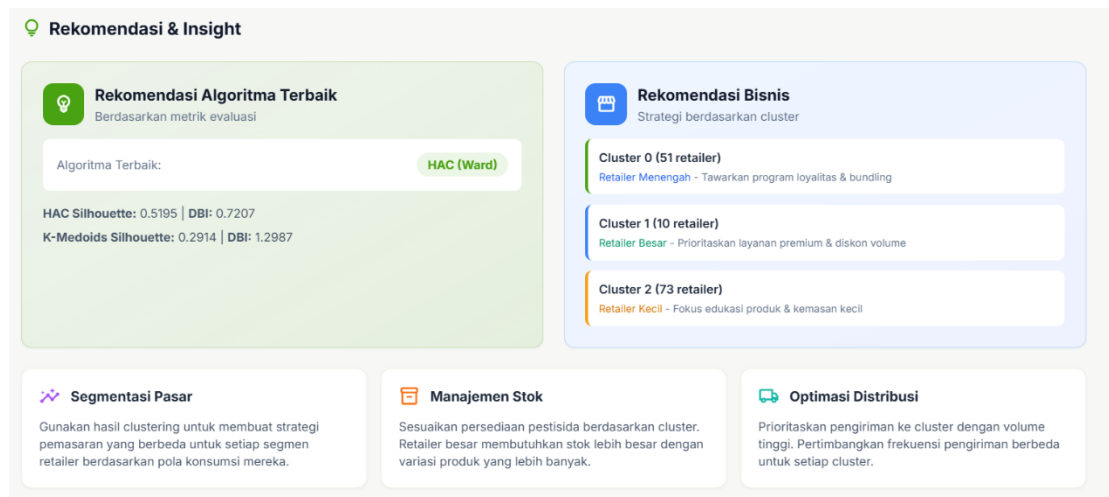 Rekomendasi & Insight
Rekomendasi Algoritma Terbaik
Berdasarkan metrik evaluasi
Algoritma Terbaik:
HAC (Ward)
HAC Silhouette: 0.5195 | DBI: 0.7207
K-Medoids Silhouette: 0.2914 | DBI: 1.2987
Rekomendasi Bisnis
Strategi berdasarkan cluster
Cluster 0 (51 retailer)
Retailer Menengah - Tawarkan program loyalitas & bundling
Cluster 1 (10 retailer)
Retailer Besar - Prioritaskan layanan premium & diskon volume
Cluster 2 (73 retailer)
Retailer Kecil - Fokus edukasi produk & kemasan kecil
Segmentasi Pasar
Gunakan hasil clustering untuk membuat strategi
pemasaran yang berbeda untuk setiap segmen
retailer berdasarkan pola konsumsi mereka.
Manajemen Stok
Sesuaikan persediaan pestisida berdasarkan cluster.
Retailer besar membutuhkan stok lebih besar dengan
variasi produk yang lebih banyak.
Optimasi Distribusi
Prioritaskan pengiriman ke cluster dengan volume
tinggi. Pertimbangkan frekuensi pengiriman berbeda
untuk setiap cluster.